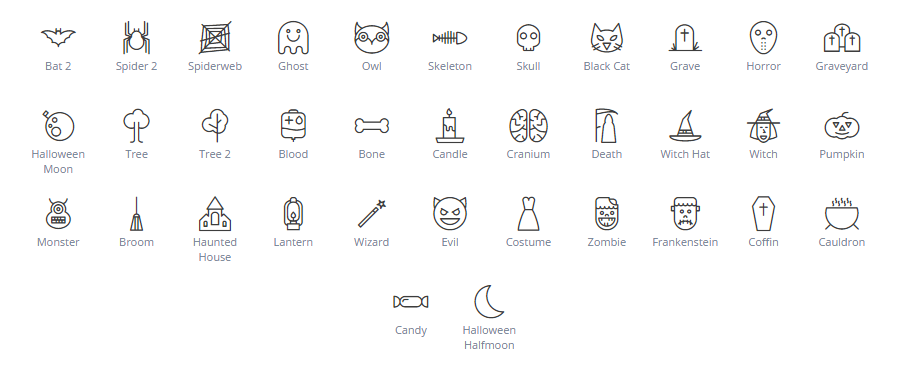 Bat 2
Spider 2
Spiderweb
Ghost
Owl
Skeleton
Skull
Black Cat
Grave
Horror
Graveyard
Halloween
Moon
Tree
Tree 2
Blood
Bone
Candle
Cranium
Death
Witch Hat
Witch
Pumpkin
Monster
Broom
Haunted
House
Lantern
Wizard
Evil
Costume
Zombie
Frankenstein
Coffin
Cauldron
Candy
Halloween
Halfmoon